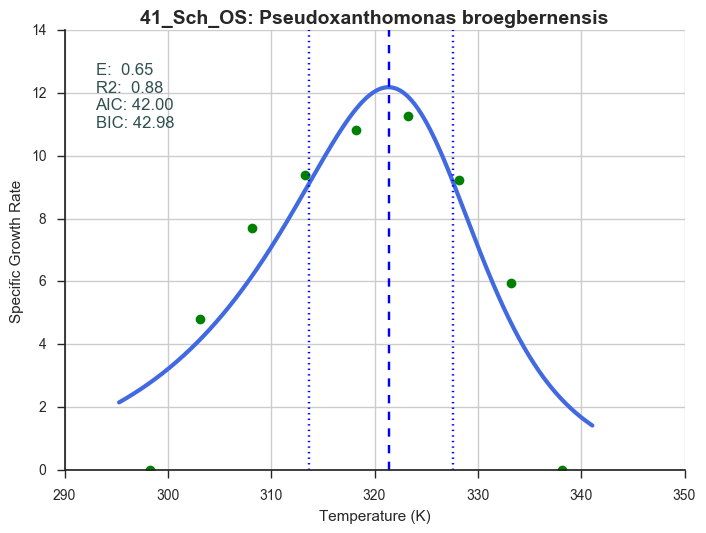 41_Sch_OS: Pseudoxanthomonas broegbernensis
E:  0.65
R2:  0.88
AIC: 42.00
BIC: 42.98
14
12
10
8
6
4
2
0
Specific Growth Rate
290 300 310 320 330 340 350
Temperature (K)